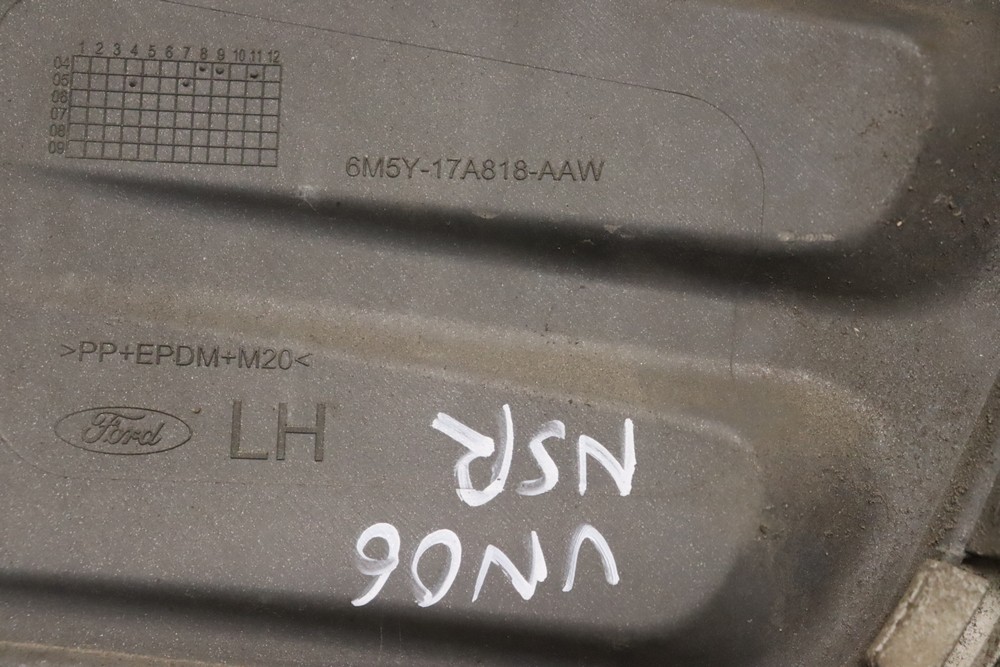 1 2 3 4 5 6 7 8 9 10 11 12
04
05
06
07
08
09
6M5Y-17A818-AAW
>PP+EPDM+M20<
Ford LH
VN06
NSR